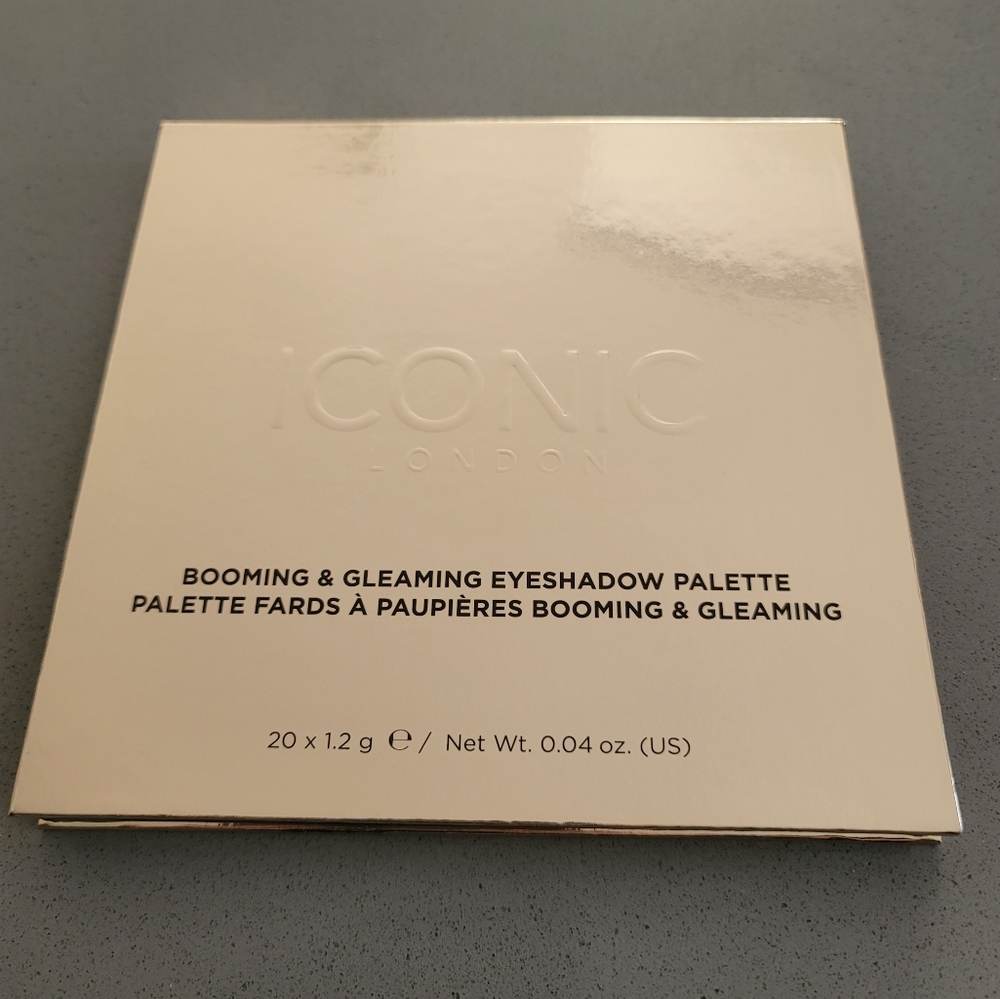 ICONIC
LONDON
BOOMING & GLEAMING EYESHADOW PALETTE
PALETTE FARDS À PAUPIÈRES BOOMING & GLEAMING
20 x 1.2 g ℮ / Net Wt. 0.04 oz. (US)